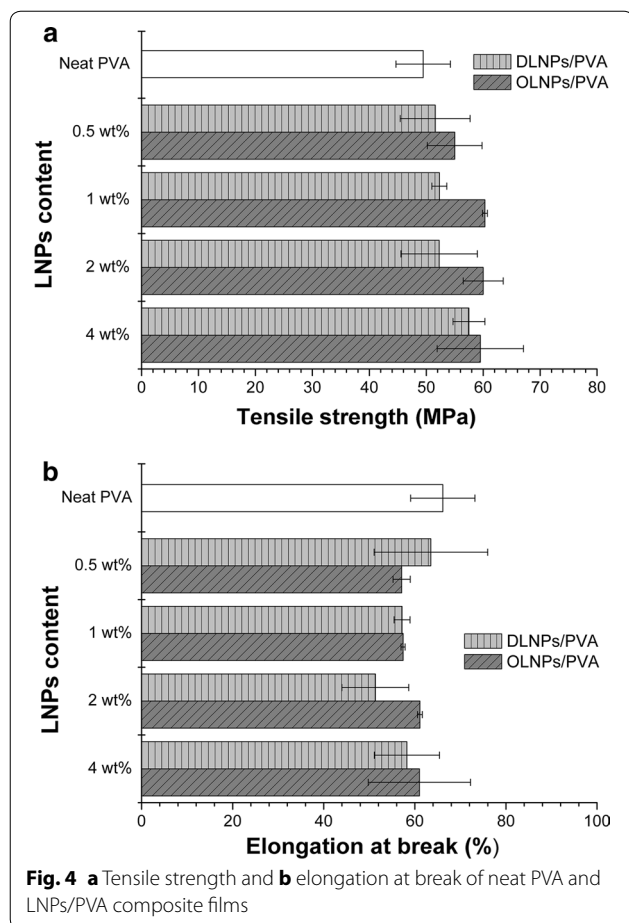 a
Neat PVA
DLNPs/PVA
OLNPs/PVA
0.5 wt%
1 wt%
2 wt%
4 wt%
LNPs content
0 10 20 30 40 50 60 70 80
Tensile strength (MPa)
b
Neat PVA
0.5 wt%
1 wt%
2 wt%
4 wt%
LNPs content
DLNPs/PVA
OLNPs/PVA
0 20 40 60 80 100
Elongation at break (%)
Fig. 4 a Tensile strength and b elongation at break of neat PVA and
LNPs/PVA composite films